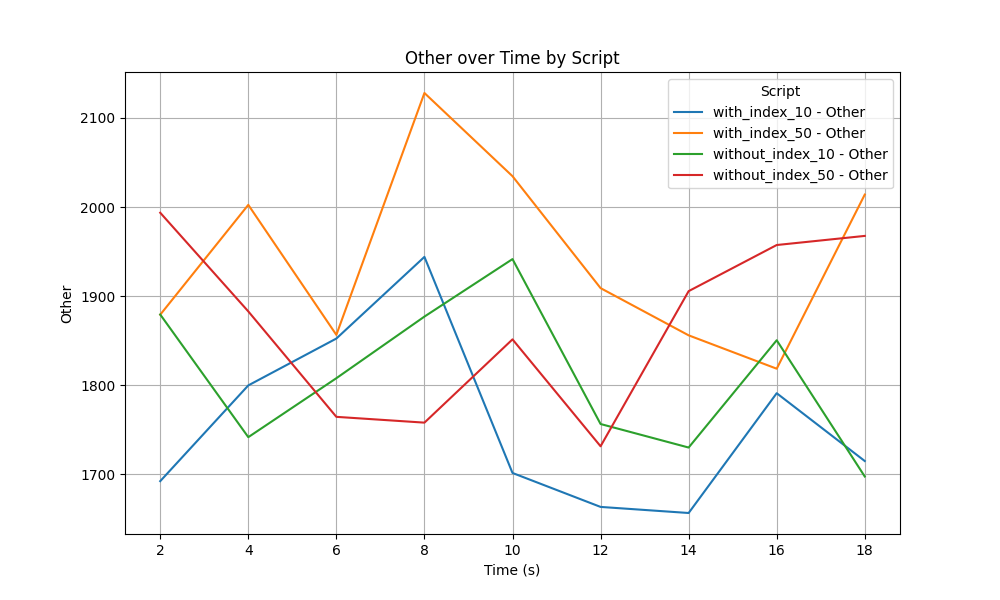 Other over Time by Script
Script
with_index_10 - Other
with_index_50 - Other
without_index_10 - Other
without_index_50 - Other
Other
2100
2000
1900
1800
1700
2 4 6 8 10 12 14 16 18
Time (s)